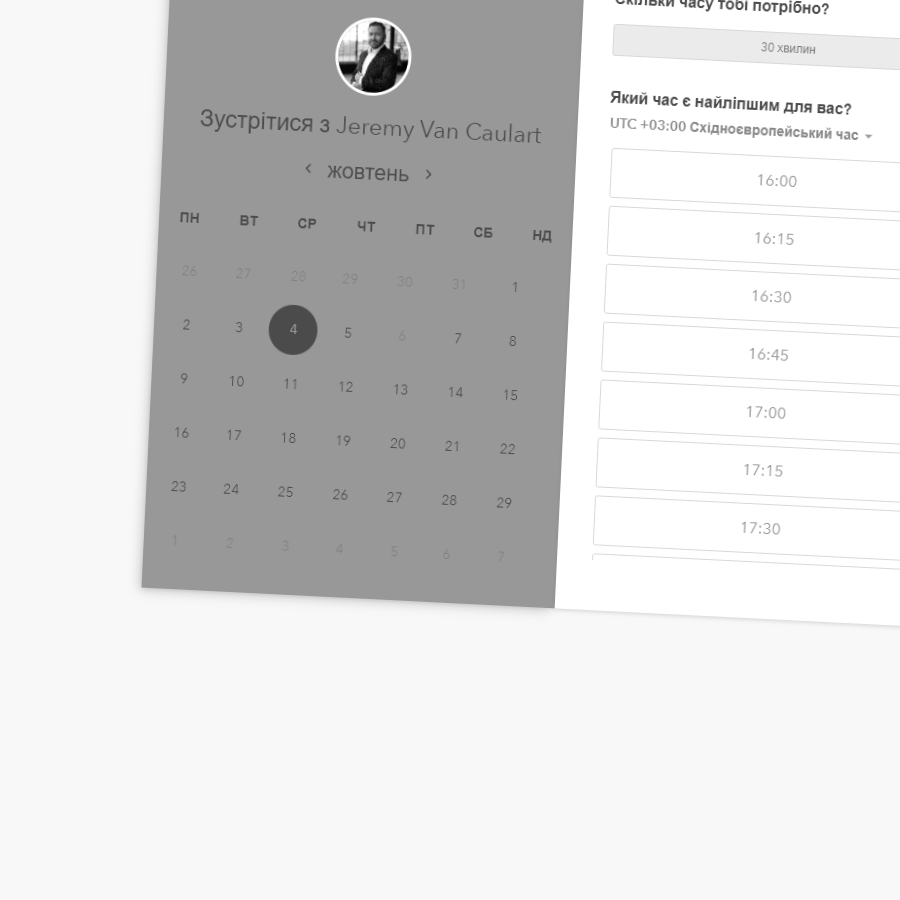 Зустрітися з Jeremy Van Caulart
жовтень
ПН ВТ СР ЧТ ПТ СБ НД
26 27 28 29 30 31 1
2 3 4 5 6 7 8
9 10 11 12 13 14 15
16 17 18 19 20 21 22
23 24 25 26 27 28 29
1 2 3 4 5 6 7
Скільки часу тобі потрібно?
30 хвилин
Який час є найліпшим для вас?
UTC +03:00 Східноєвропейський час
16:00
16:15
16:30
16:45
17:00
17:15
17:30